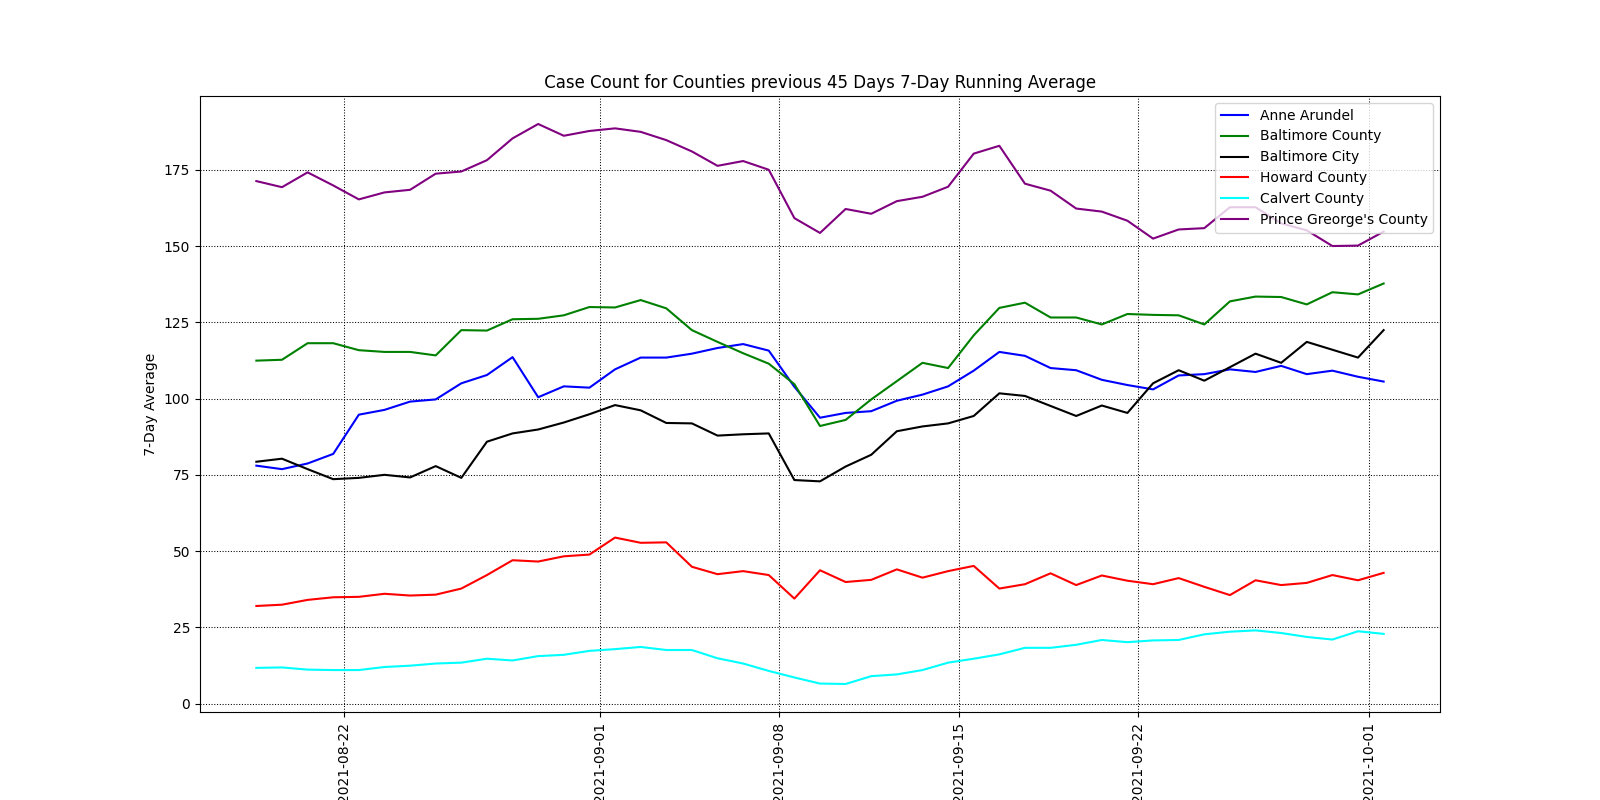 Case Count for Counties previous 45 Days 7-Day Running Average
Anne Arundel
Baltimore County
Baltimore City
Howard County
Calvert County
Prince Greorge's County
7-Day Average
175
150
125
100
75
50
25
0
2021-08-22
2021-09-01
2021-09-08
2021-09-15
2021-09-22
2021-10-01